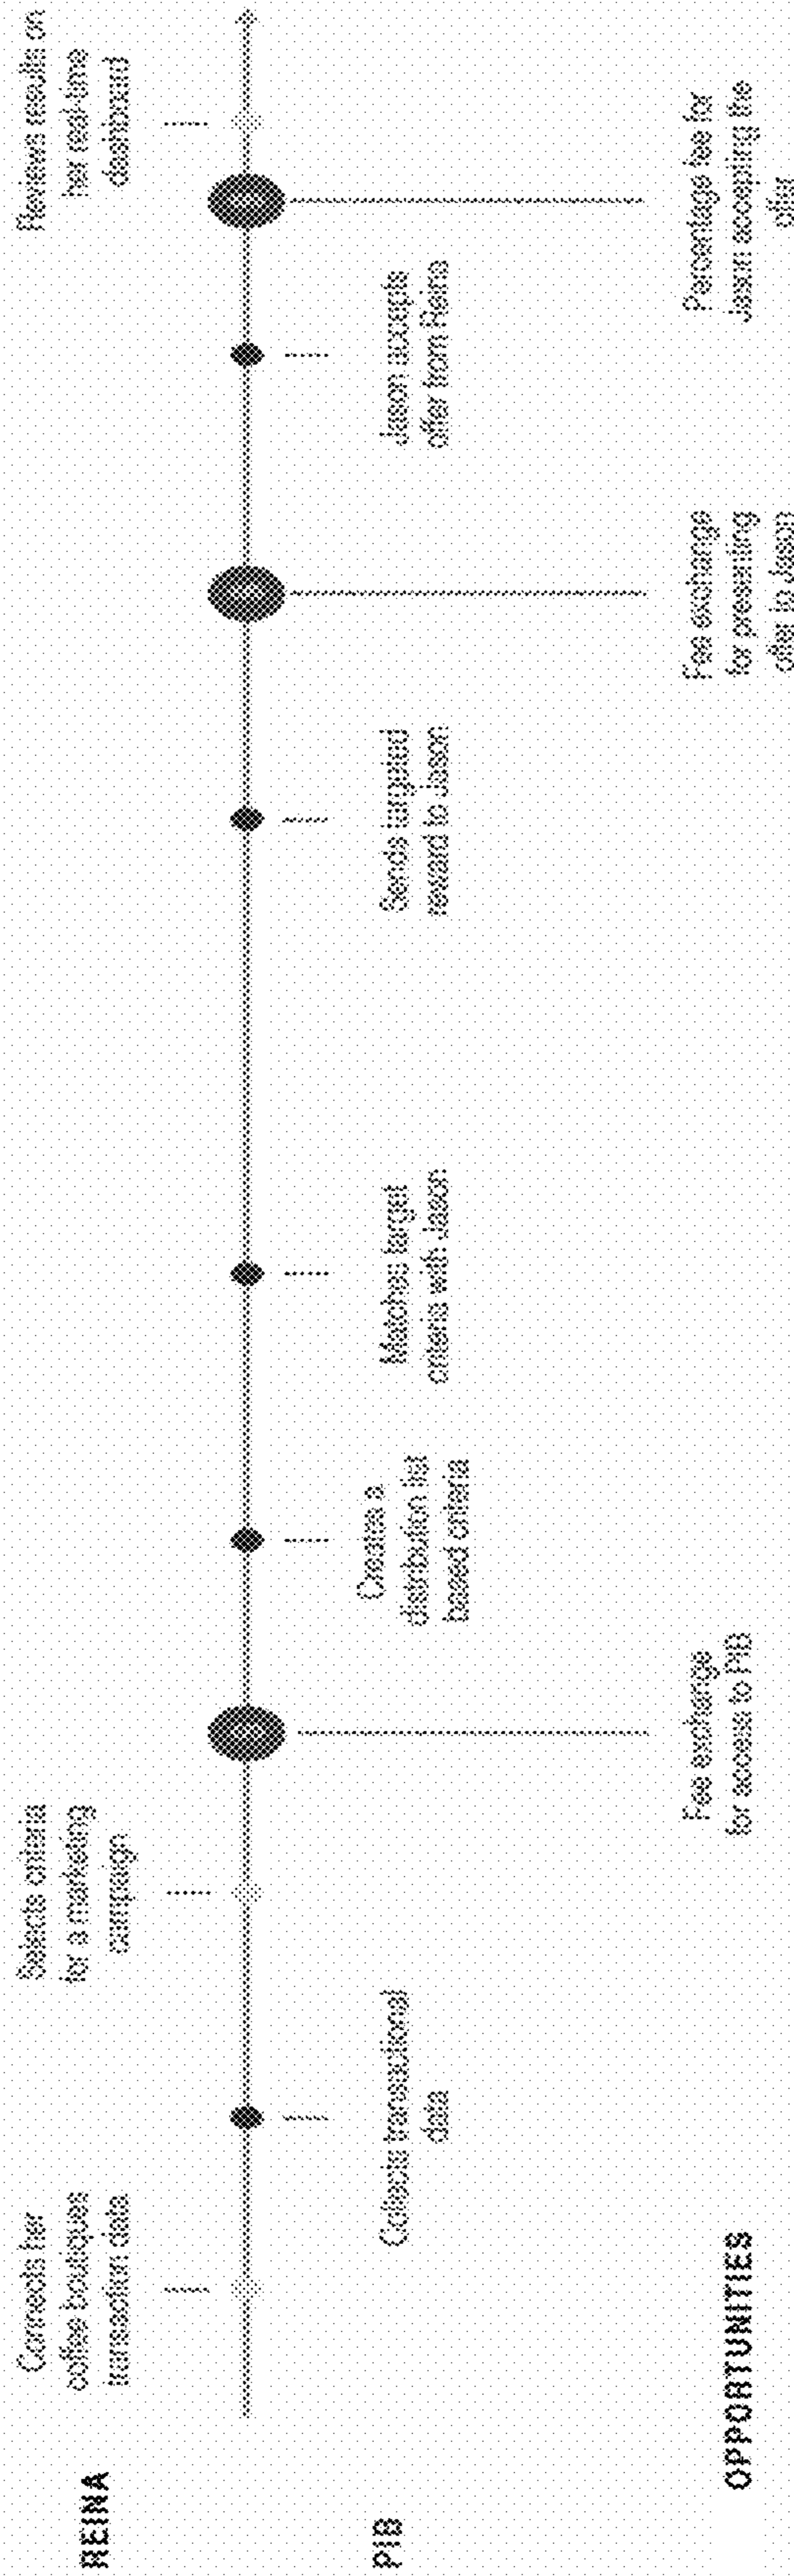 REINA
Connects her
coffee boutiques
transaction data
Selects criteria
for a marketing
campaign
Reviews results on
her real-time
dashboard
PIB
Collects transactional
data
Creates a
distribution list
based criteria
Matches target
criteria with Jason
Sends targeted
reward to Jason
Jason accepts
offer from Reina
OPPORTUNITIES
Fee exchange
for access to PIB
Fee exchange
for presenting
offer to Jason
Percentage fee for
Jason accepting the
offer